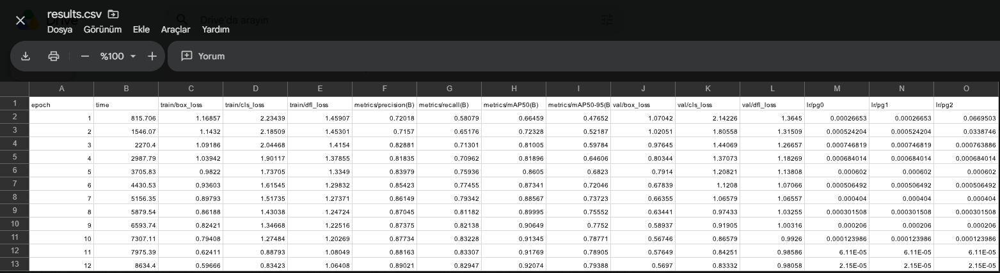 results.csv
Drive
Drive'da arayın
Dosya Görünüm Ekle Araçlar Yardım
%100 Yorum
A B C D E F G H I J K L M N O
1 epoch time train/box_loss train/cls_loss train/dfl_loss metrics/precision(B) metrics/recall(B) metrics/mAP50(B) metrics/mAP50-95(B val/box_loss val/cls_loss val/dfl_loss lr/pg0 lr/pg1 lr/pg2
2 1 815.706 1.16857 2.23439 1.45907 0.72018 0.58079 0.66459 0.47652 1.07042 2.14226 1.3645 0.00026653 0.00026653 0.0669503
3 2 1546.07 1.1432 2.18509 1.45301 0.7157 0.65176 0.72328 0.52187 1.02051 1.80558 1.31509 0.000524204 0.000524204 0.0338746
4 3 2270.4 1.09186 2.04468 1.4154 0.82881 0.71301 0.81005 0.59784 0.97645 1.44069 1.26657 0.000746819 0.000746819 0.000763886
5 4 2987.79 1.03942 1.90117 1.37855 0.81835 0.70962 0.81896 0.64606 0.80344 1.37073 1.18269 0.000684014 0.000684014 0.000684014
6 5 3705.83 0.9822 1.73705 1.3349 0.83979 0.75936 0.8605 0.6823 0.7914 1.20821 1.13808 0.000602 0.000602 0.000602
7 6 4430.53 0.93603 1.61545 1.29832 0.85423 0.77455 0.87341 0.72046 0.67839 1.1208 1.07066 0.000506492 0.000506492 0.000506492
8 7 5156.35 0.89793 1.51735 1.27371 0.86149 0.79342 0.88567 0.73723 0.66355 1.06579 1.06557 0.000404 0.000404 0.000404
9 8 5879.54 0.86188 1.43038 1.24724 0.87045 0.81182 0.89995 0.75552 0.63441 0.97433 1.03255 0.000301508 0.000301508 0.000301508
10 9 6593.74 0.82421 1.34668 1.22516 0.87375 0.82138 0.90649 0.7752 0.58937 0.91905 1.00316 0.000206 0.000206 0.000206
11 10 7307.11 0.79408 1.27484 1.20269 0.87734 0.83228 0.91345 0.78771 0.56746 0.86579 0.9926 0.000123986 0.000123986 0.000123986
12 11 7975.39 0.62411 0.88793 1.08049 0.88163 0.83307 0.91769 0.78905 0.57649 0.84251 0.98586 6.11E-05 6.11E-05 6.11E-05
13 12 8634.4 0.59666 0.83423 1.06408 0.89021 0.82947 0.92074 0.79388 0.5697 0.83332 0.98058 2.15E-05 2.15E-05 2.15E-05